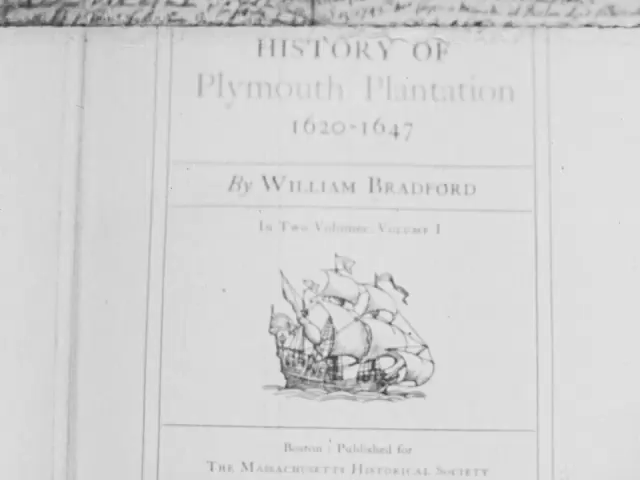 HISTORY OF
Plymouth Plantation
1620-1647
By WILLIAM BRADFORD
In Two Volumes: Volume I
Boston: Published for
THE MASSACHUSETTS HISTORICAL SOCIETY